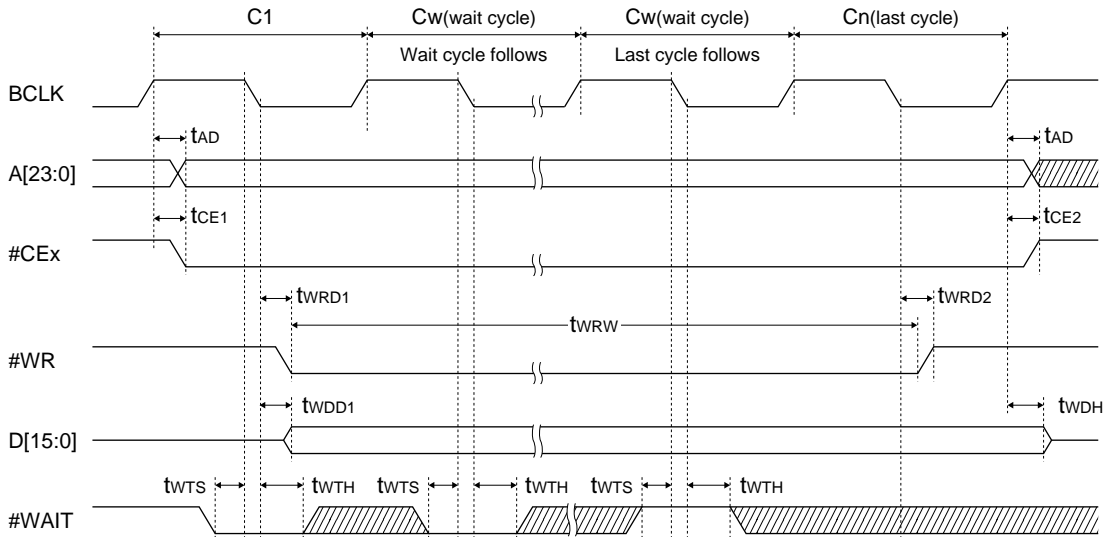 C1 Cw(wait cycle) Cw(wait cycle) Cn(last cycle)
Wait cycle follows Last cycle follows
BCLK
tAD tAD
A[23:0]
tCE1 tCE2
#CEx
tWRD1 tWRD2
tWRW
#WR
tWDD1 tWDH
D[15:0]
tWTS tWTH tWTS tWTH tWTS tWTH
#WAIT